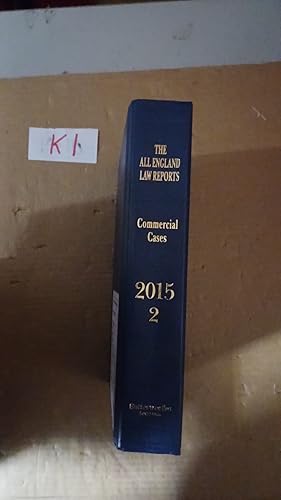 K1
THE
ALL ENGLAND
LAW REPORTS
Commercial
Cases
2015
2